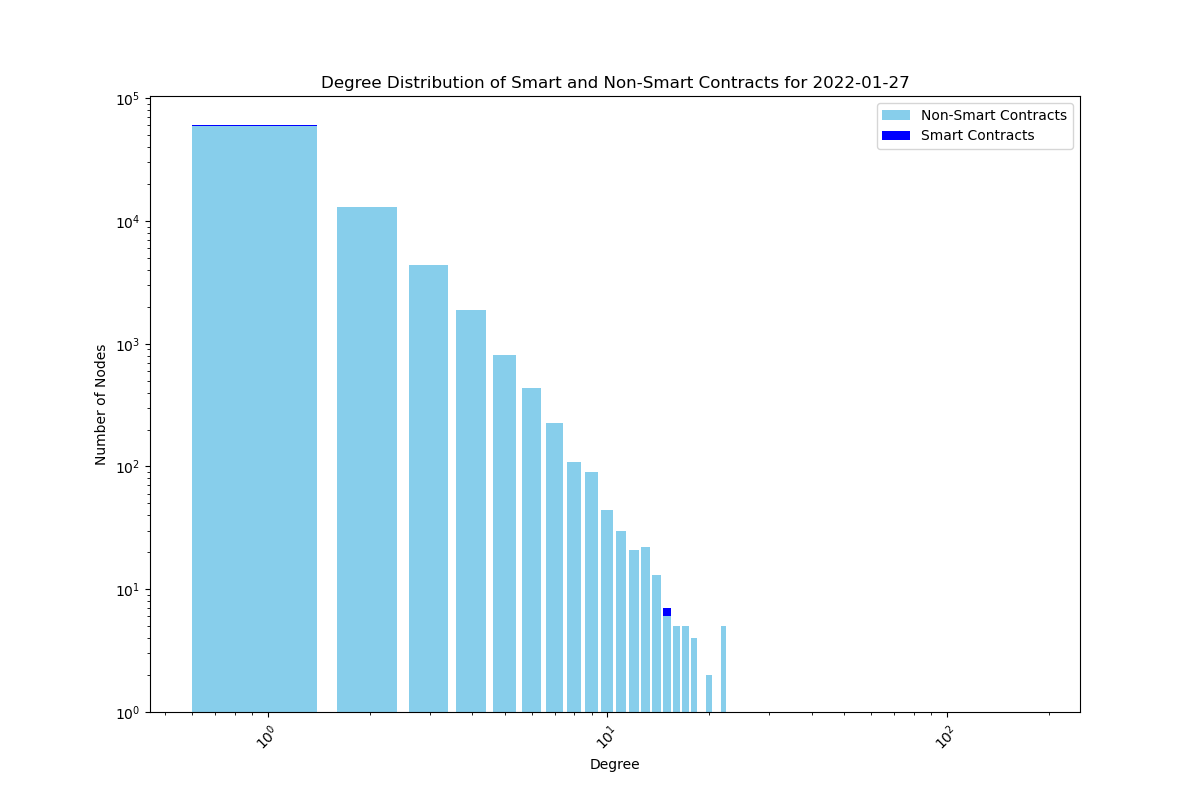 Degree Distribution of Smart and Non-Smart Contracts for 2022-01-27
Non-Smart Contracts
Smart Contracts
Number of Nodes
10^5
10^4
10^3
10^2
10^1
10^0
10^0 10^1 10^2
Degree